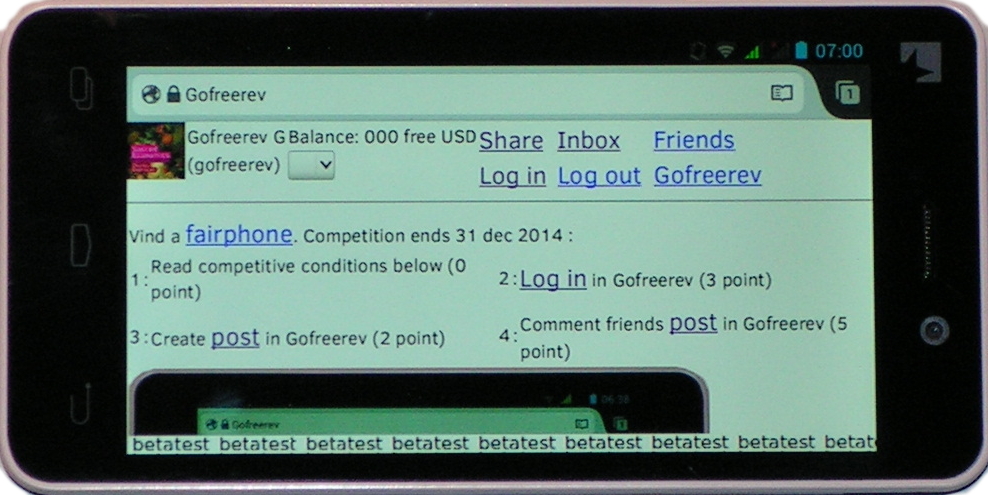 07:00
Gofreerev
1
Gofreerev G Balance: 000 free USD Share Inbox Friends
(gofreerev) Log in Log out Gofreerev
Vind a fairphone. Competition ends 31 dec 2014 :
1: Read competitive conditions below (0
point)
2: Log in in Gofreerev (3 point)
3: Create post in Gofreerev (2 point)
4: Comment friends post in Gofreerev (5
point)
06:38
Gofreerev
betatest betatest betatest betatest betatest betatest betatest betatest betat